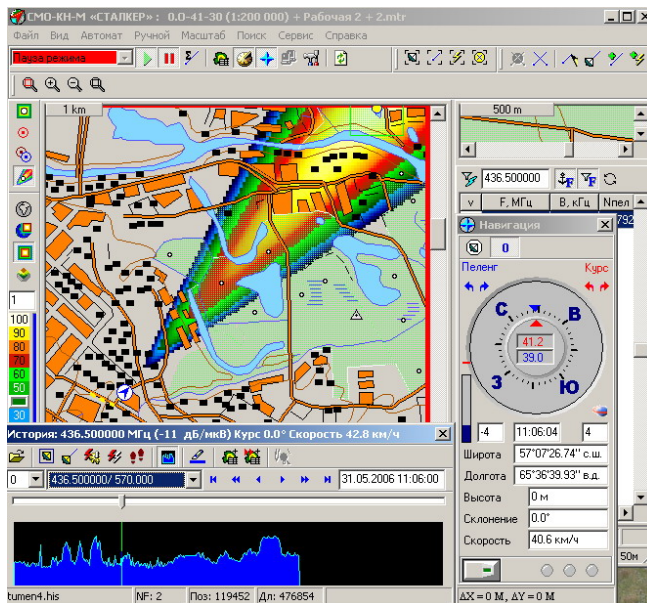 СМО-КН-М «СТАЛКЕР» : 0.0-41-30 (1:200 000) + Рабочая 2 + 2.mtr
Файл Вид Автомат Ручной Масштаб Поиск Сервис Справка
Пауза режима
1 km
500 m
436.500000
v F, МГц В, кГц Nпел
792
Навигация
0
Пеленг Курс
С В
41.2
39.0
З Ю
1
100
90
80
70
60
50
30
-4 11:06:04 4
Широта 57°07'26.74'' с.ш.
Долгота 65°36'39.93'' в.д.
Высота 0 м
Склонение 0.0°
Скорость 40.6 км/ч
История: 436.500000 МГц (-11 дБ/мкВ) Курс 0.0° Скорость 42.8 км/ч
0 436.500000/ 570.000 31.05.2006 11:06:00
50м
tumen4.his NF: 2 Поз: 119452 Дл: 476854
ΔX = 0 М, ΔY = 0 М